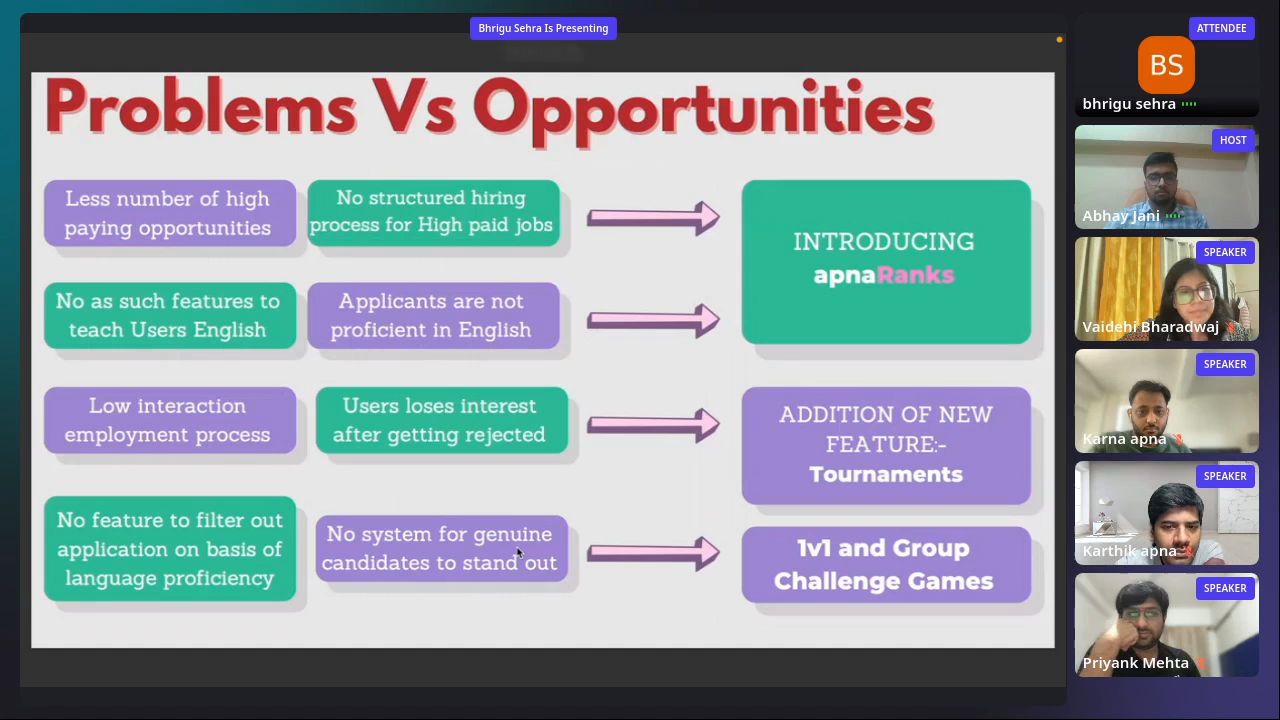 Bhrigu Sehra Is Presenting
Problems Vs Opportunities
Less number of high
paying opportunities
No structured hiring
process for High paid jobs
INTRODUCING
apnaRanks
No as such features to
teach Users English
Applicants are not
proficient in English
Low interaction
employment process
Users loses interest
after getting rejected
ADDITION OF NEW
FEATURE:-
Tournaments
No feature to filter out
application on basis of
language proficiency
No system for genuine
candidates to stand out
1v1 and Group
Challenge Games
ATTENDEE
BS
bhrigu sehra
HOST
Abhay Jani
SPEAKER
Vaidehi Bharadwaj
SPEAKER
Karna apna
SPEAKER
Karthik apna
SPEAKER
Priyank Mehta